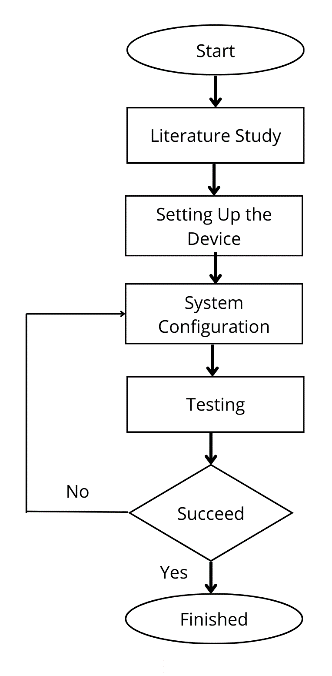 Start
Literature Study
Setting Up the
Device
System
Configuration
Testing
No
Succeed
Yes
Finished